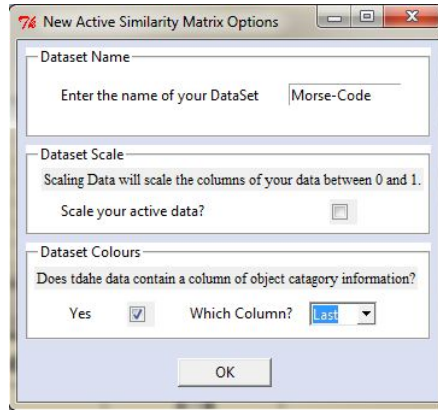 New Active Similarity Matrix Options
Dataset Name
Enter the name of your DataSet Morse-Code
Dataset Scale
Scaling Data will scale the columns of your data between 0 and 1.
Scale your active data?
Dataset Colours
Does tdahe data contain a column of object catagory information?
Yes Which Column? Last
OK